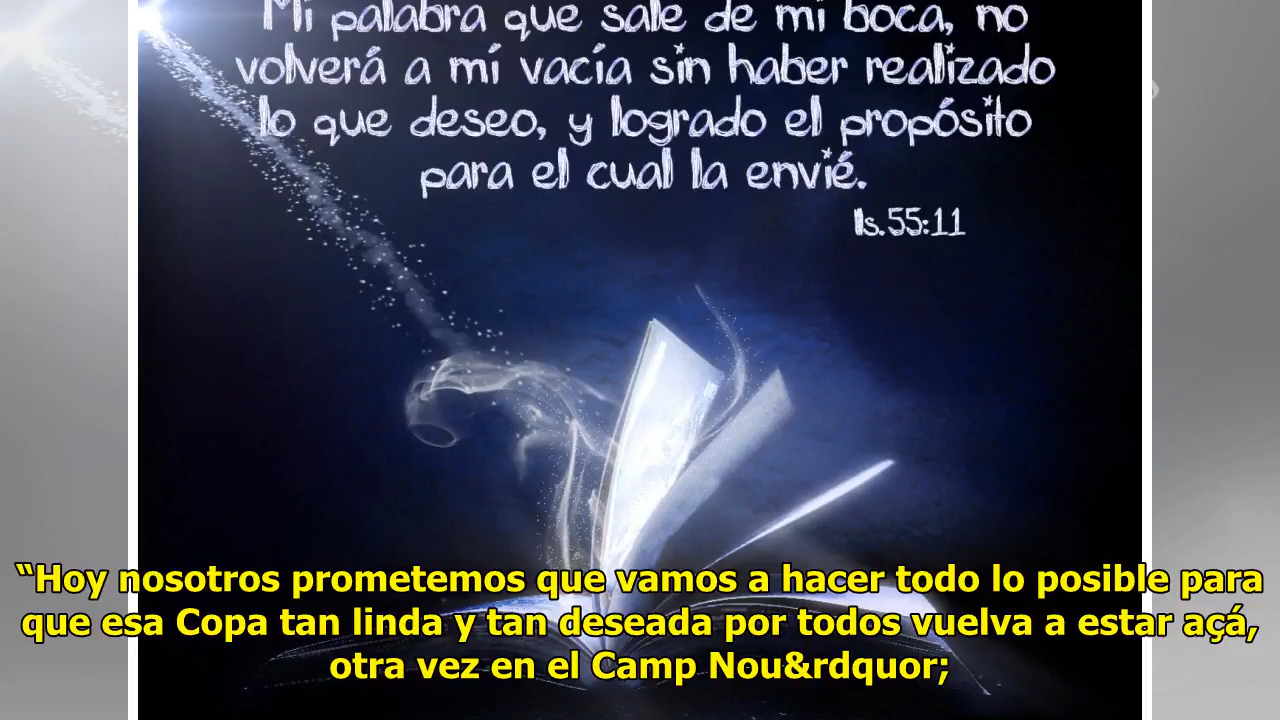 Mi palabra que sale de mi boca, no
volverá a mí vacía sin haber realizado
lo que deseo, y logrado el propósito
para el cual la envié.
Is.55:11
“Hoy nosotros prometemos que vamos a hacer todo lo posible para
que esa Copa tan linda y tan deseada por todos vuelva a estar açá,
otra vez en el Camp Nou&rdquor;